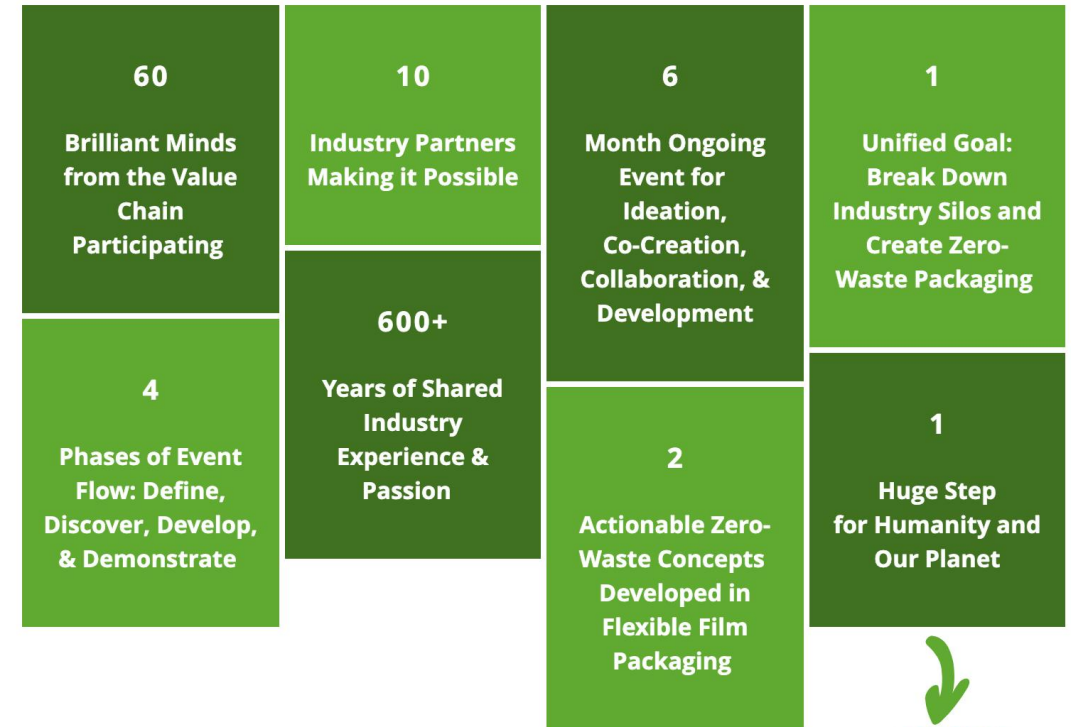 60
Brilliant Minds
from the Value
Chain
Participating
4
Phases of Event
Flow: Define,
Discover, Develop,
& Demonstrate
10
Industry Partners
Making it Possible
600+
Years of Shared
Industry
Experience &
Passion
6
Month Ongoing
Event for
Ideation,
Co-Creation,
Collaboration, &
Development
2
Actionable Zero-
Waste Concepts
Developed in
Flexible Film
Packaging
1
Unified Goal:
Break Down
Industry Silos and
Create Zero-
Waste Packaging
1
Huge Step
for Humanity and
Our Planet